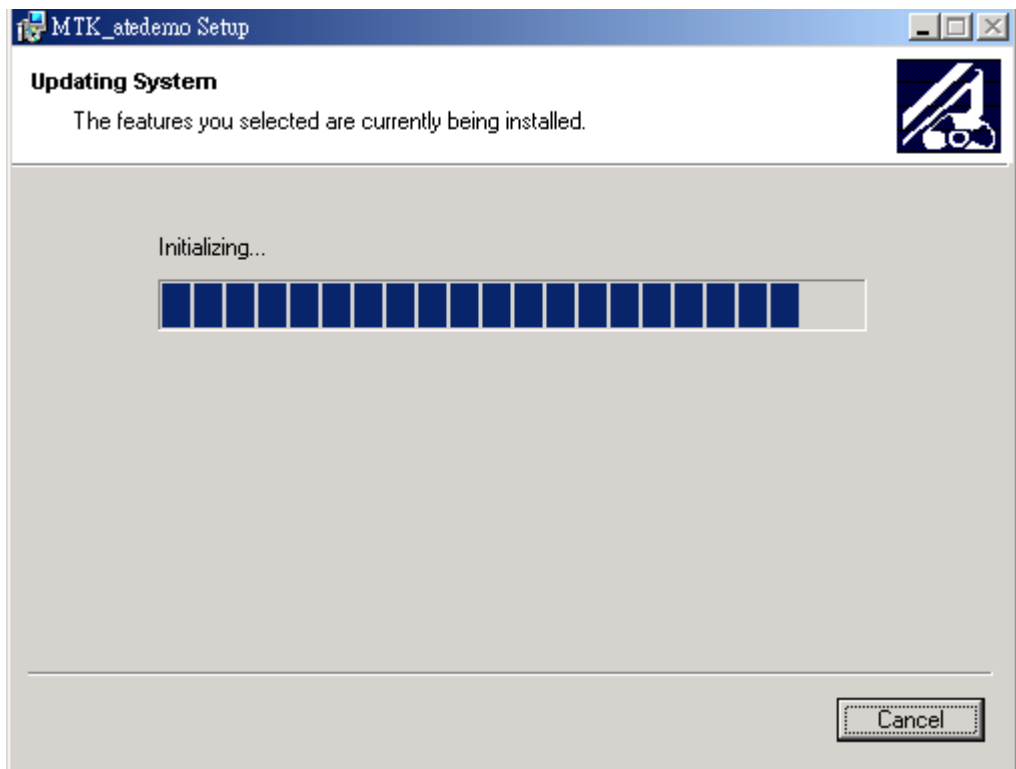 MTK_atedemo Setup
Updating System
The features you selected are currently being installed.
Initializing...
Cancel